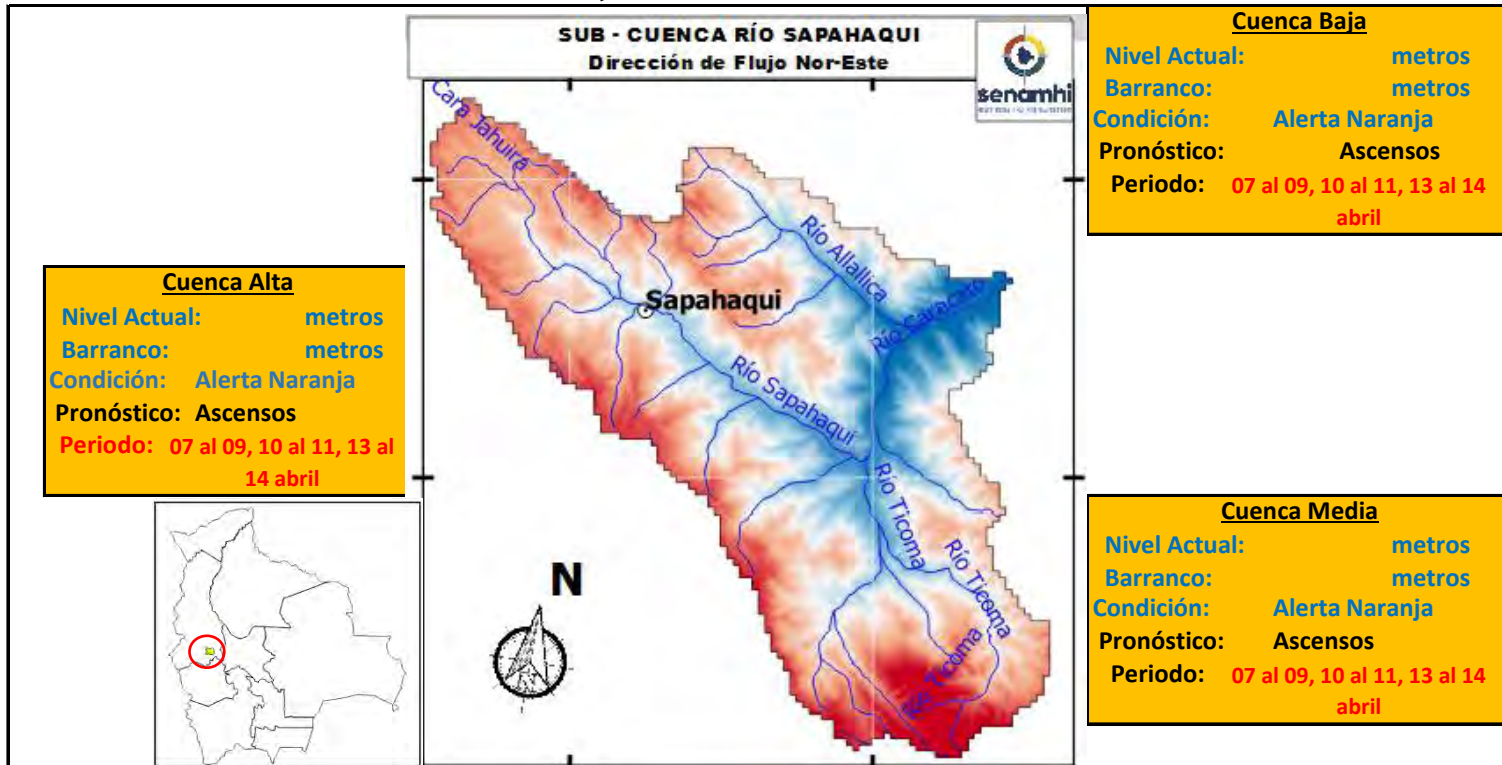 SUB - CUENCA RÍO SAPAHAQUI
Dirección de Flujo Nor-Este
senamhi
Cuenca Baja
Nivel Actual: metros
Barranco: metros
Condición: Alerta Naranja
Pronóstico: Ascensos
Periodo: 07 al 09, 10 al 11, 13 al 14
abril
Cuenca Alta
Nivel Actual: metros
Barranco: metros
Condición: Alerta Naranja
Pronóstico: Ascensos
Periodo: 07 al 09, 10 al 11, 13 al
14 abril
Cara Jahuira
Río Allallica
Sapahaqui
Río Caracato
Río Sapahaqui
Río Ticoma
Río Ticoma
Río Ticoma
N
Cuenca Media
Nivel Actual: metros
Barranco: metros
Condición: Alerta Naranja
Pronóstico: Ascensos
Periodo: 07 al 09, 10 al 11, 13 al 14
abril